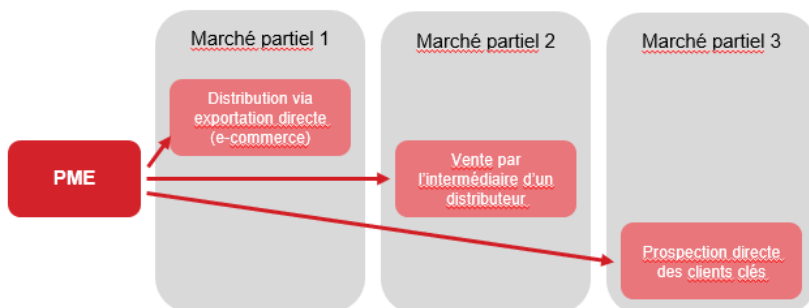 Marché partiel 1
Marché partiel 2
Marché partiel 3
Distribution via
exportation directe
(e-commerce)
PME
Vente par
l'intermédiaire d'un
distributeur
Prospection directe
des clients clés